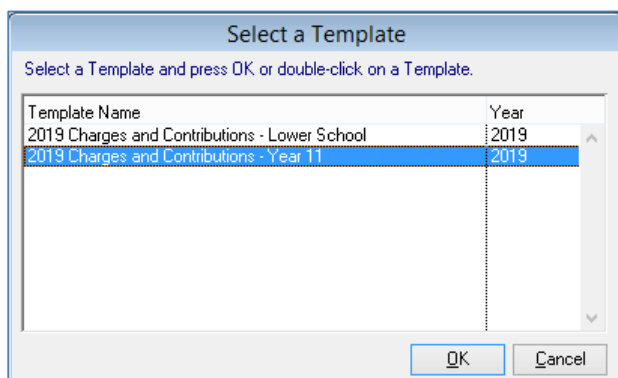 Select a Template
Select a Template and press OK or double-click on a Template.
Template Name Year
2019 Charges and Contributions - Lower School 2019
2019 Charges and Contributions - Year 11 2019
OK Cancel